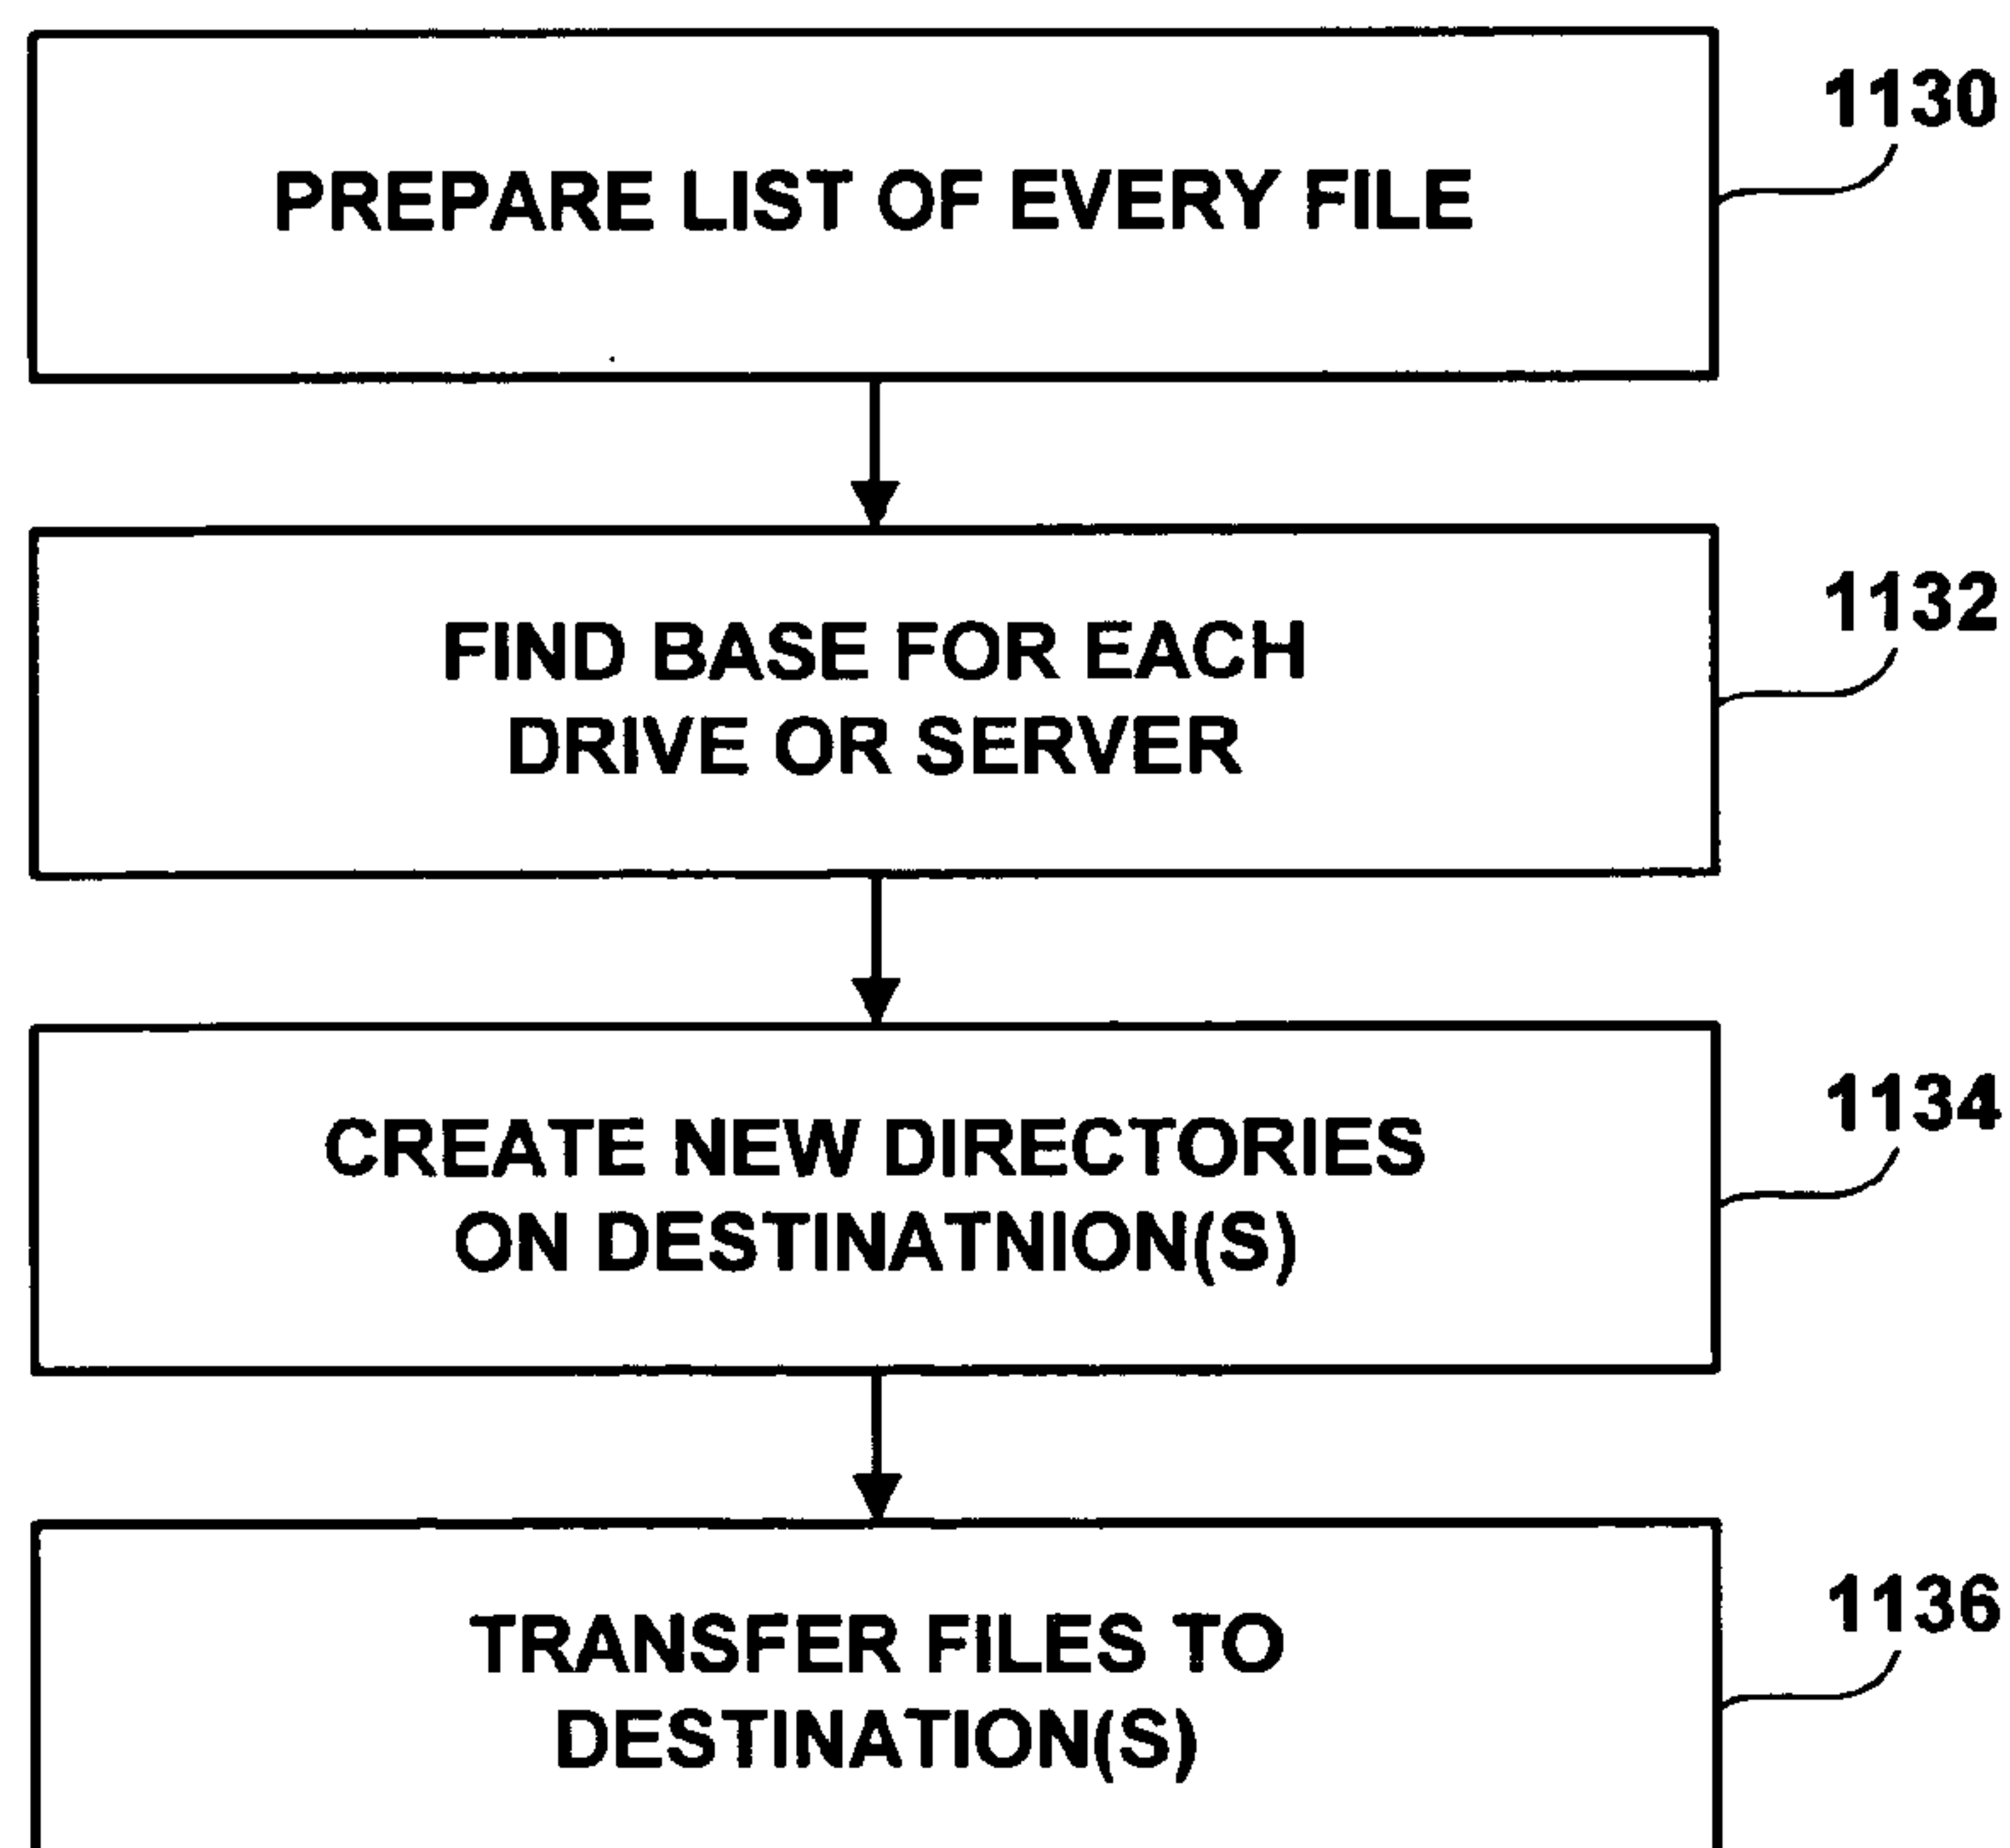 1130
PREPARE LIST OF EVERY FILE
1132
FIND BASE FOR EACH
DRIVE OR SERVER
1134
CREATE NEW DIRECTORIES
ON DESTINATNION(S)
1136
TRANSFER FILES TO
DESTINATION(S)